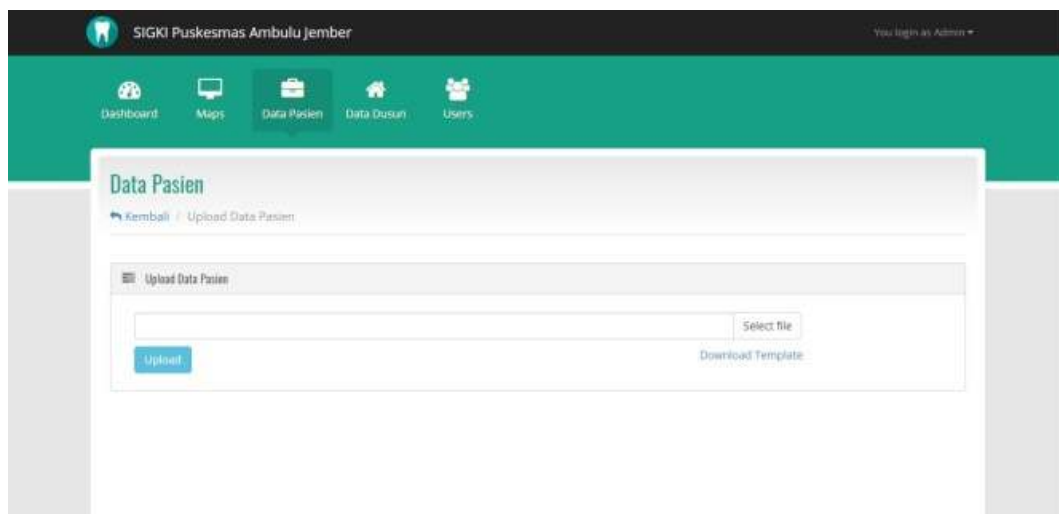 SIGKI Puskesmas Ambulu Jember
You login as Admin
Dashboard
Maps
Data Pasien
Data Dusun
Users
Data Pasien
Kembali / Upload Data Pasien
Upload Data Pasien
Select file
Upload
Download Template